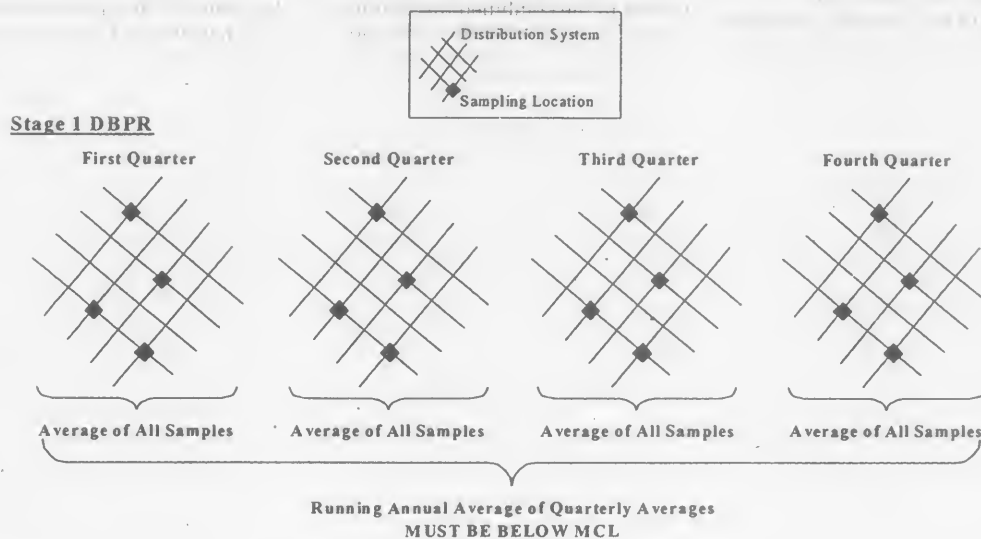 Distribution System
Sampling Location
Stage 1 DBPR
First Quarter
Second Quarter
Third Quarter
Fourth Quarter
Average of All Samples
Average of All Samples
Average of All Samples
Average of All Samples
Running Annual Average of Quarterly Averages
MUST BE BELOW MCL